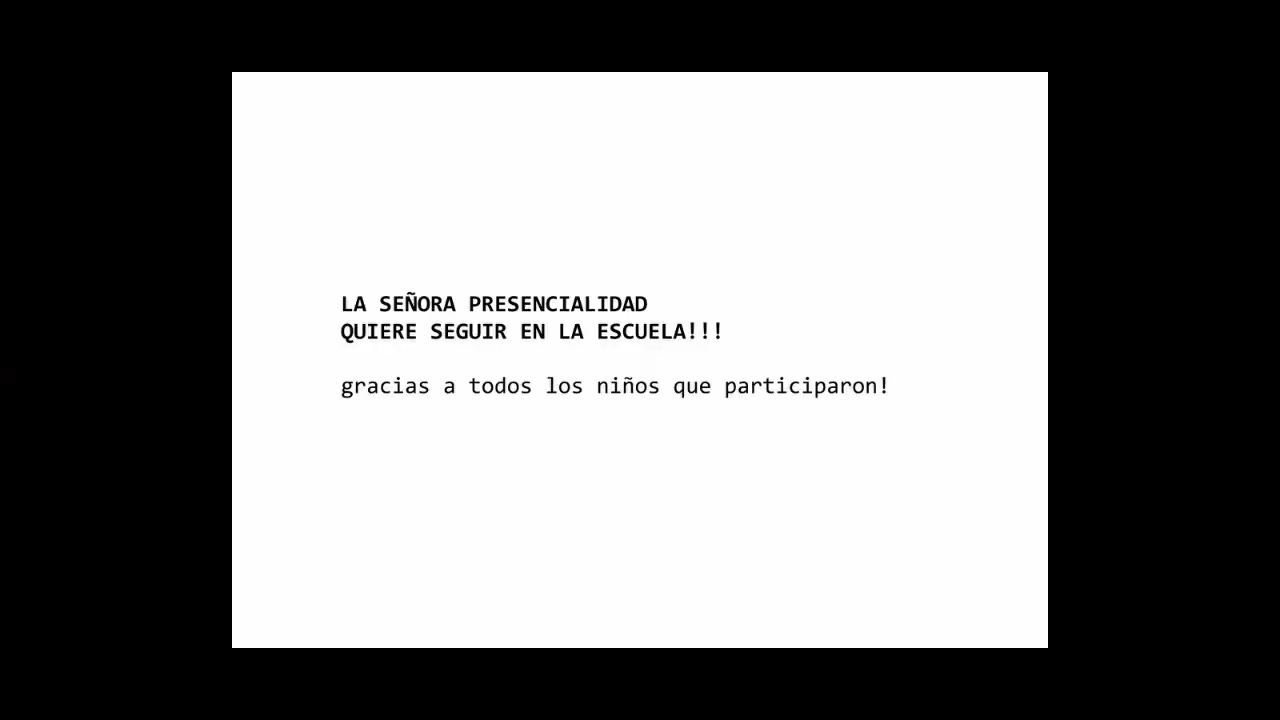 LA SEÑORA PRESENCIALIDAD
QUIERE SEGUIR EN LA ESCUELA!!!
gracias a todos los niños que participaron!